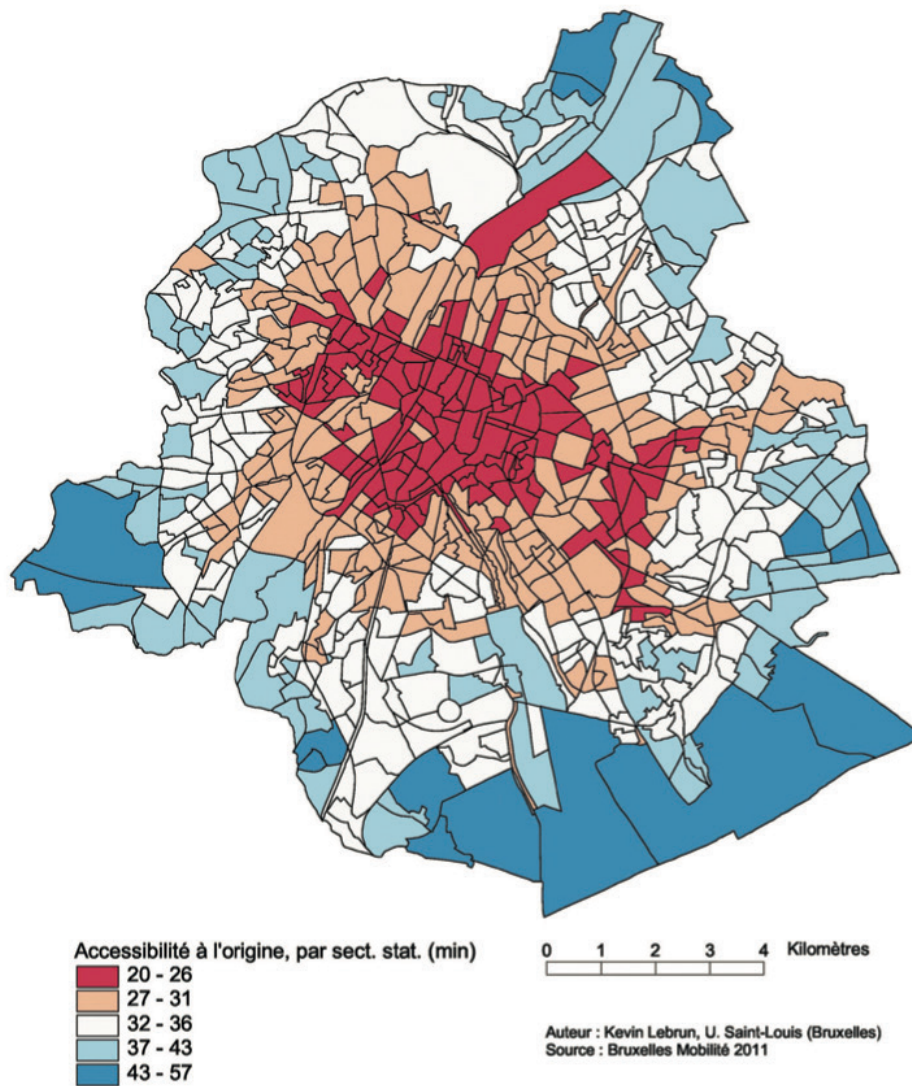 Accessibilité à l'origine, par sect. stat. (min)
20 - 26
27 - 31
32 - 36
37 - 43
43 - 57
0 1 2 3 4 Kilomètres
Auteur : Kevin Lebrun, U. Saint-Louis (Bruxelles)
Source : Bruxelles Mobilité 2011